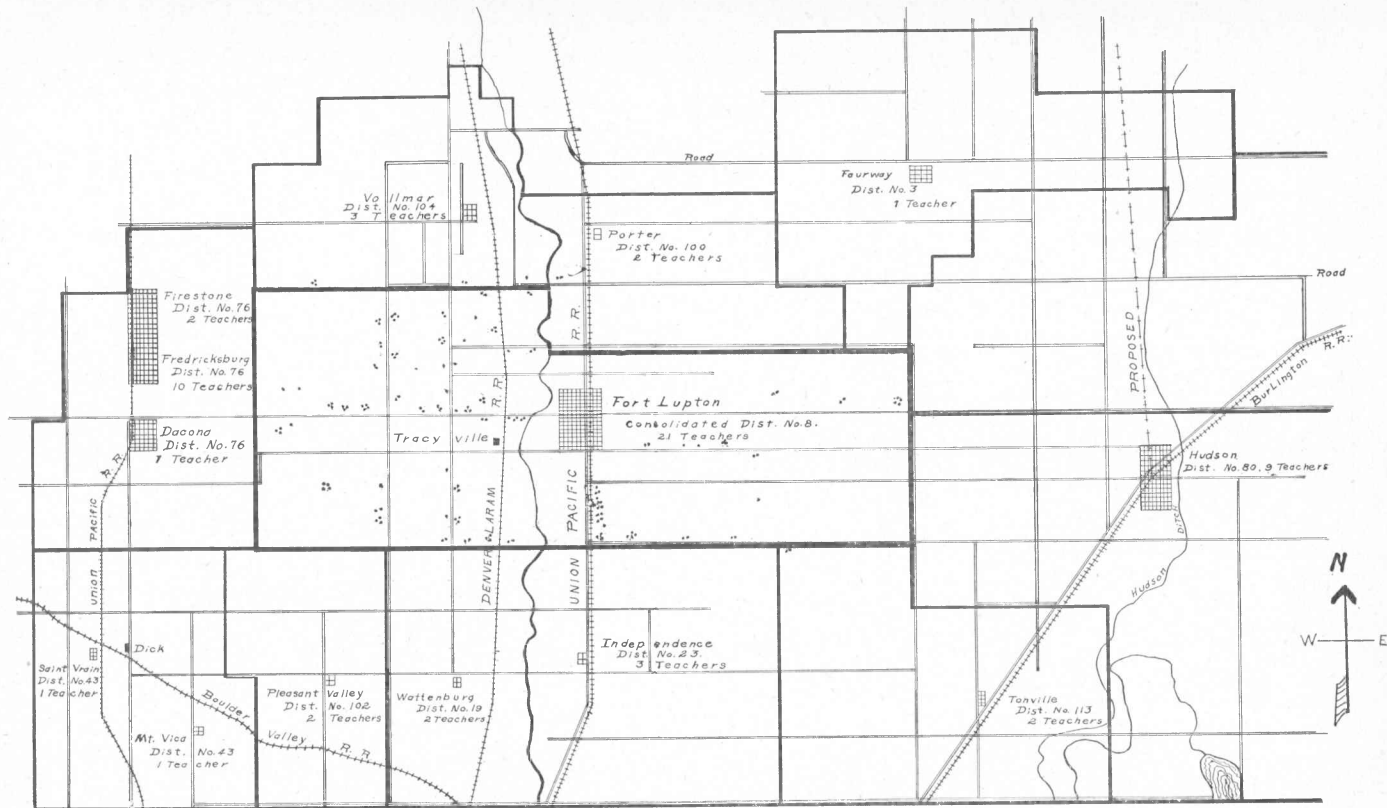 Road
Fourway
Dist. No. 3
1 Teacher
Vollmar
Dist. No. 104
3 Teachers
Porter
Dist. No. 100
2 Teachers
Road
Firestone
Dist. No. 76
2 Teachers
Fredricksburg
Dist. No. 76
10 Teachers
Dacona
Dist. No. 76
1 Teacher
R. R.
UNION PACIFIC
Tracy Ville
DENVER & LARAM R. R.
UNION PACIFIC R. R.
Fort Lupton
Consolidated Dist. No. 8.
21 Teachers
PROPOSED
Burlington R. R.
Hudson
Dist. No. 80, 9 Teachers
Hudson Ditch
N
W E
Dick
Saint Vrain
Dist. No. 43
1 Teacher
Mt. Vica
Dist. No. 43
1 Teacher
Boulder Valley R. R.
Pleasant Valley
Dist. No. 102
2 Teachers
Wattenburg
Dist. No. 19
2 Teachers
Independence
Dist. No. 23.
3 Teachers
Tonville
Dist. No. 113
2 Teachers